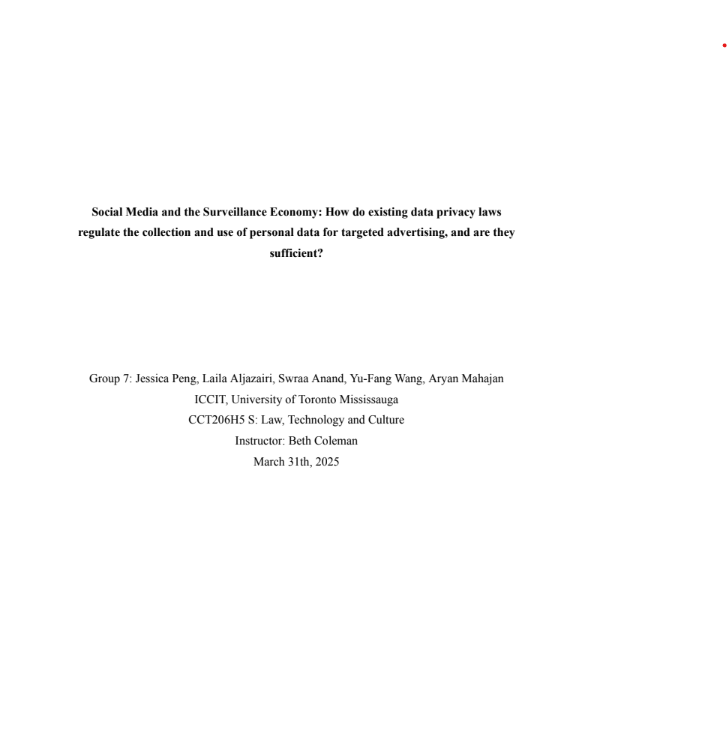 Social Media and the Surveillance Economy: How do existing data privacy laws
regulate the collection and use of personal data for targeted advertising, and are they
sufficient?
Group 7: Jessica Peng, Laila Aljazairi, Swraa Anand, Yu-Fang Wang, Aryan Mahajan
ICCIT, University of Toronto Mississauga
CCT206H5 S: Law, Technology and Culture
Instructor: Beth Coleman
March 31th, 2025